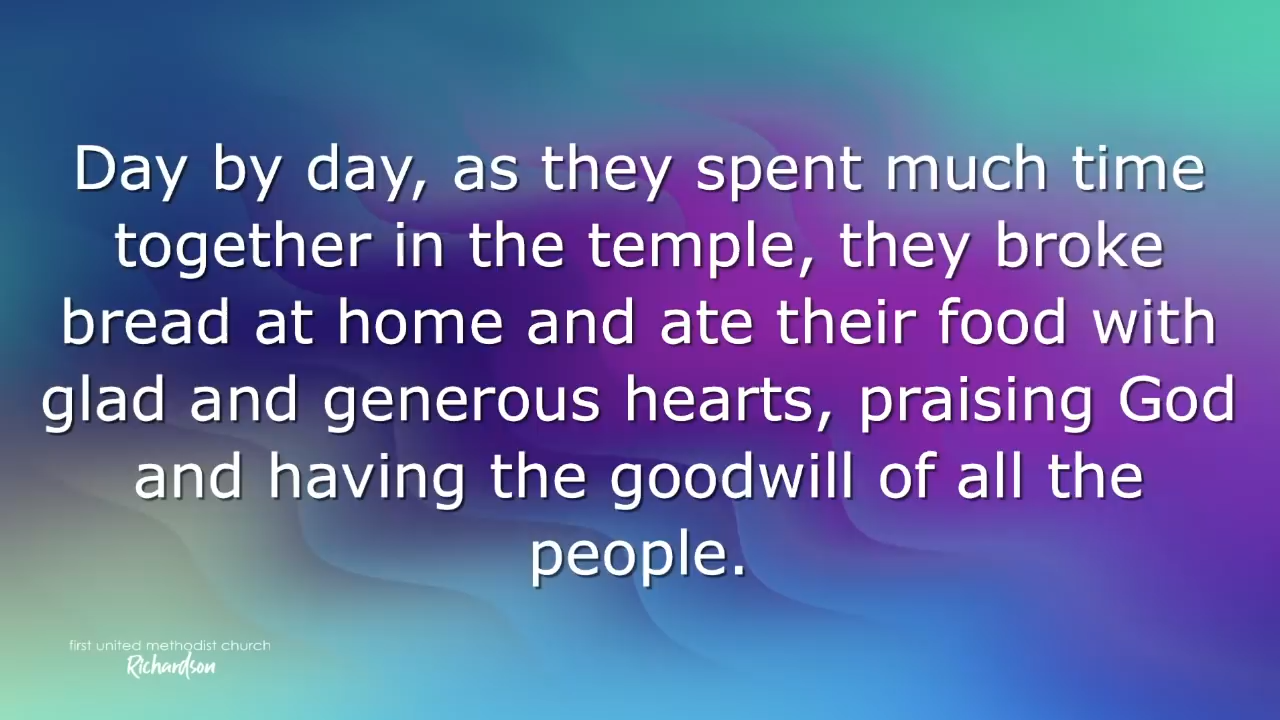 Day by day, as they spent much time
together in the temple, they broke
bread at home and ate their food with
glad and generous hearts, praising God
and having the goodwill of all the
people.
first united methodist church
Richardson